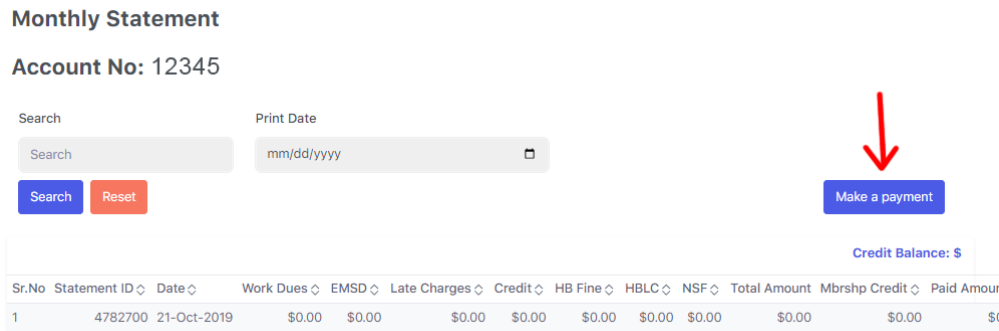 Monthly Statement
Account No: 12345
Search Print Date
Search mm/dd/yyyy
Search Reset Make a payment
Credit Balance: $
Sr.No Statement ID Date Work Dues EMSD Late Charges Credit HB Fine HBLC NSF Total Amount Mbrshp Credit Paid
1 4782700 21-Oct-2019 $0.00 $0.00 $0.00 $0.00 $0.00 $0.00 $0.00 $0.00 $0.00